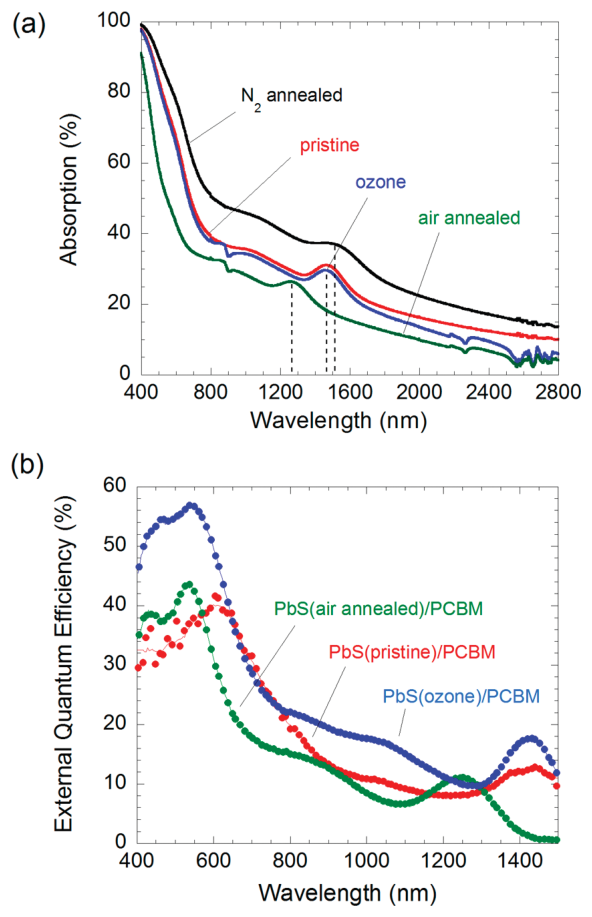 (a)
100
80
60
40
20
0
Absorption (%)
N2 annealed
pristine
ozone
air annealed
400 800 1200 1600 2000 2400 2800
Wavelength (nm)
(b)
60
50
40
30
20
10
0
External Quantum Efficiency (%)
PbS(air annealed)/PCBM
PbS(pristine)/PCBM
PbS(ozone)/PCBM
400 600 800 1000 1200 1400
Wavelength (nm)